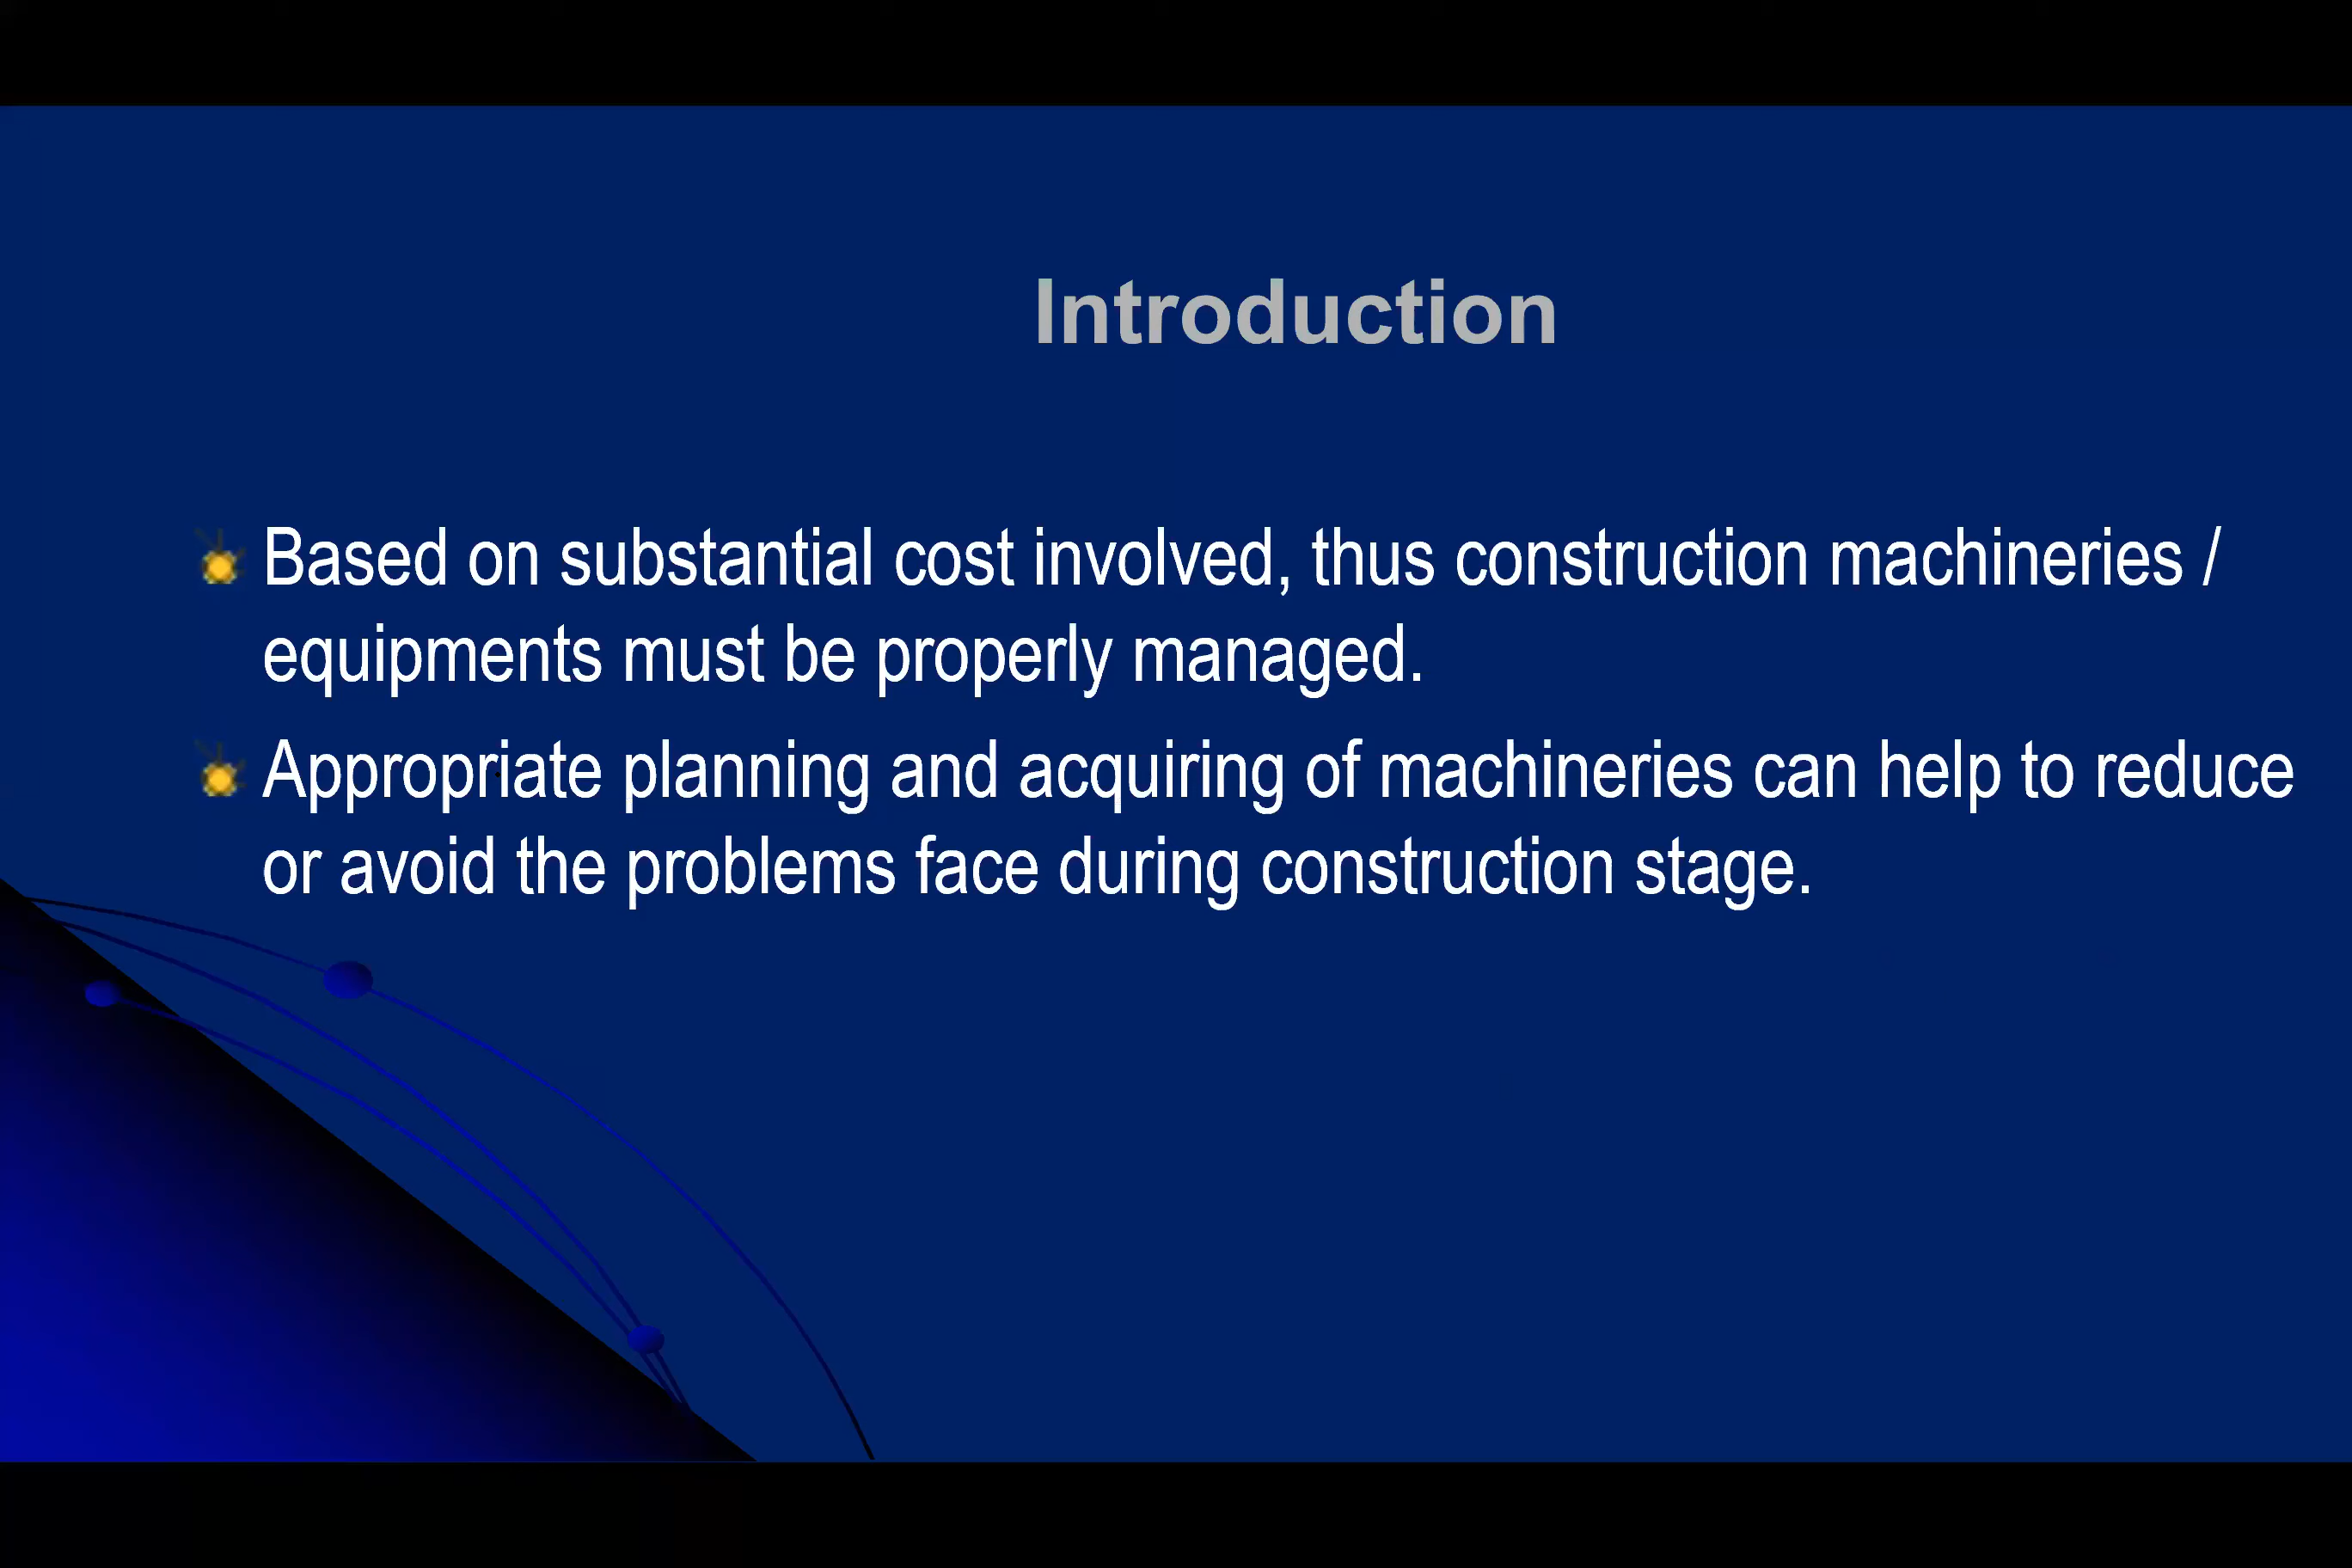 Introduction
Based on substantial cost involved, thus construction machineries /
equipments must be properly managed.
Appropriate planning and acquiring of machineries can help to reduce
or avoid the problems face during construction stage.